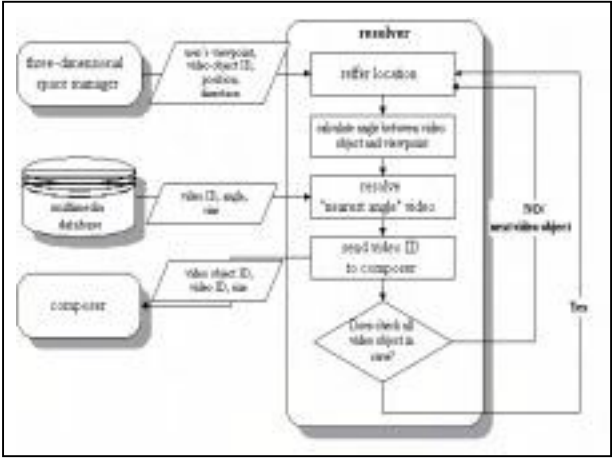 resolver
three-dimensional
space manager
user's viewpoint,
video object ID,
position,
direction
reffer location
calculate angle between video
object and viewpoint
multimedia
database
video ID, angle,
size
resolve
"nearest angle" video
NO/
next video object
send video ID
to composer
video object ID,
video ID, size
composer
Yes
Does check all
video object in